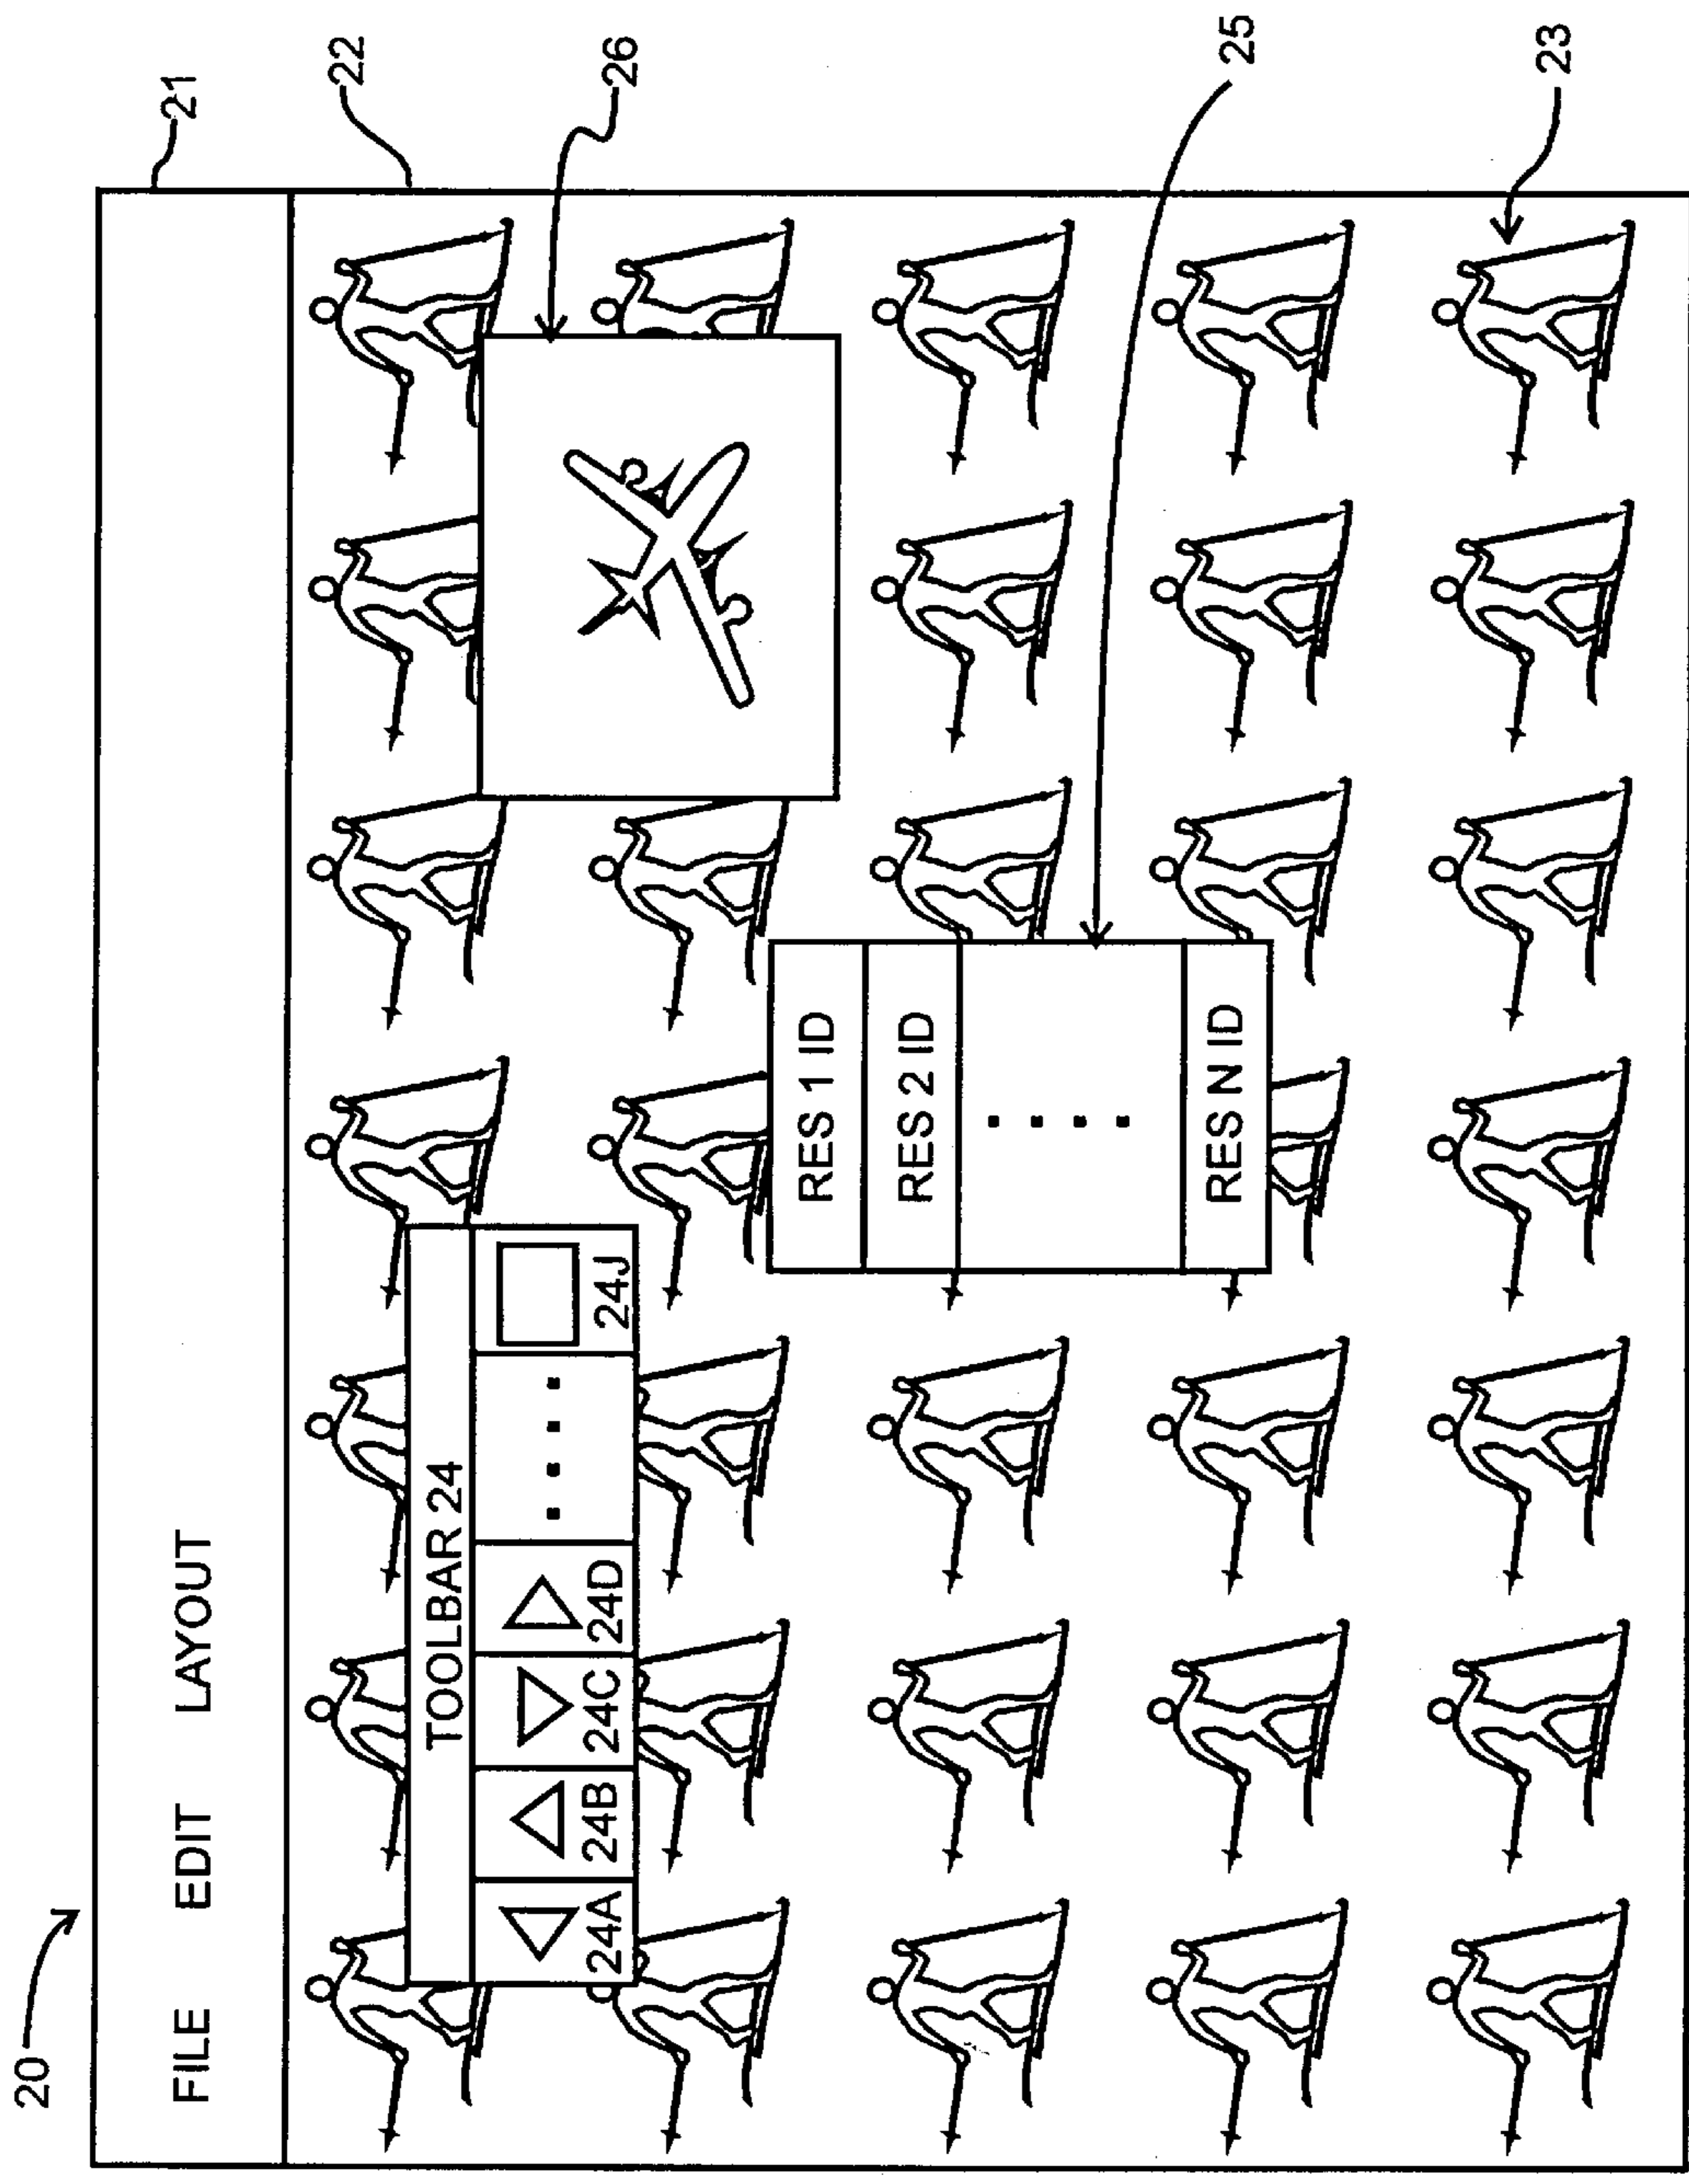 20
FILE EDIT LAYOUT
21
22
TOOLBAR 24
24A 24B 24C 24D 24J
26
RES 1 ID
RES 2 ID
RES N ID
25
23